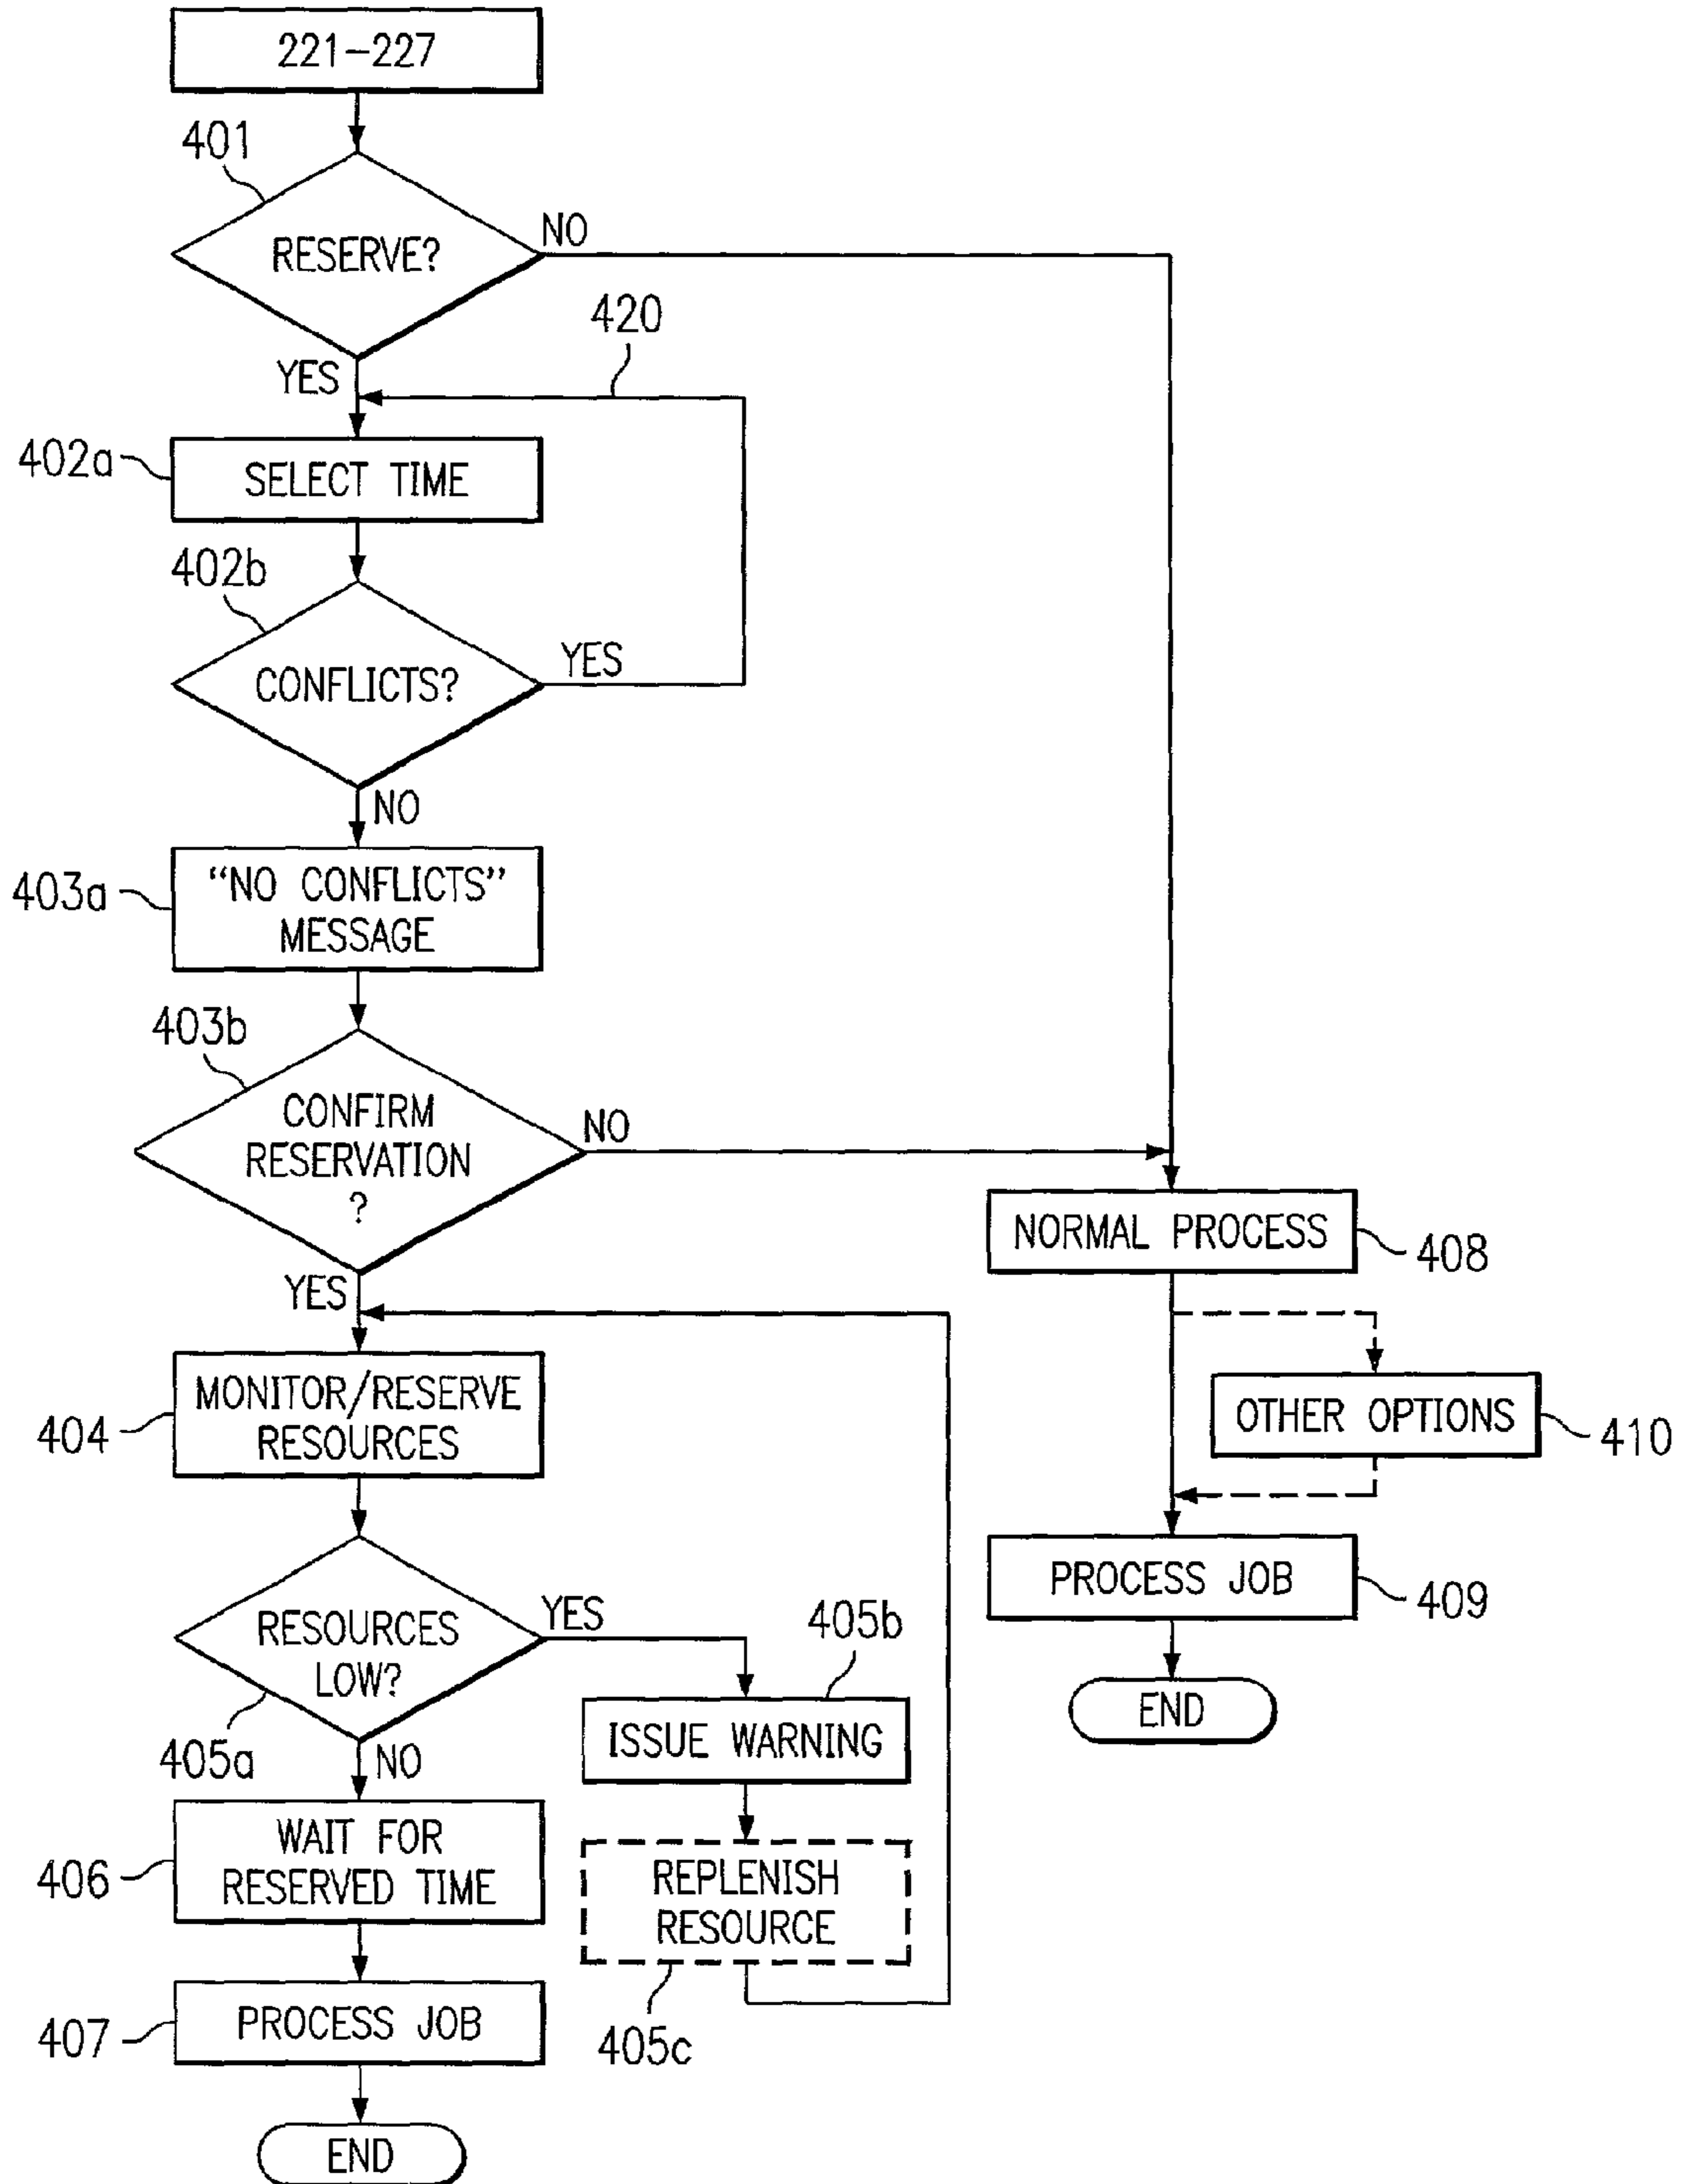 221-227
401
RESERVE?
NO
420
YES
402a
SELECT TIME
402b
CONFLICTS?
YES
NO
403a
“NO CONFLICTS”
MESSAGE
403b
CONFIRM
RESERVATION
?
NO
YES
NORMAL PROCESS
408
MONITOR/RESERVE
RESOURCES
404
OTHER OPTIONS
410
PROCESS JOB
409
END
RESOURCES
LOW?
YES
405a
NO
405b
ISSUE WARNING
WAIT FOR
RESERVED TIME
406
REPLENISH
RESOURCE
405c
PROCESS JOB
407
END